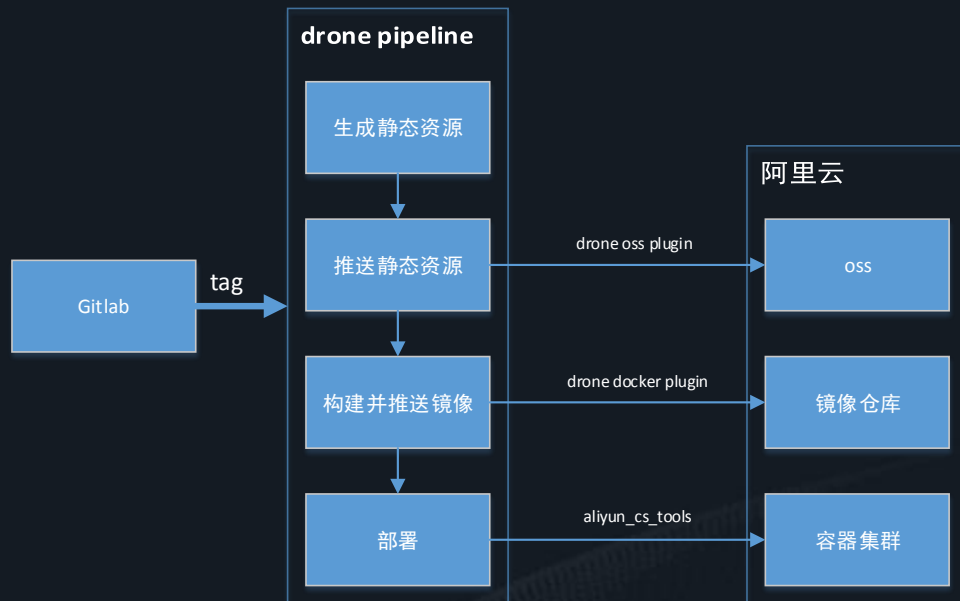 drone pipeline
生成静态资源
阿里云
推送静态资源
drone oss plugin
oss
tag
Gitlab
构建并推送镜像
drone docker plugin
镜像仓库
部署
aliyun_cs_tools
容器集群